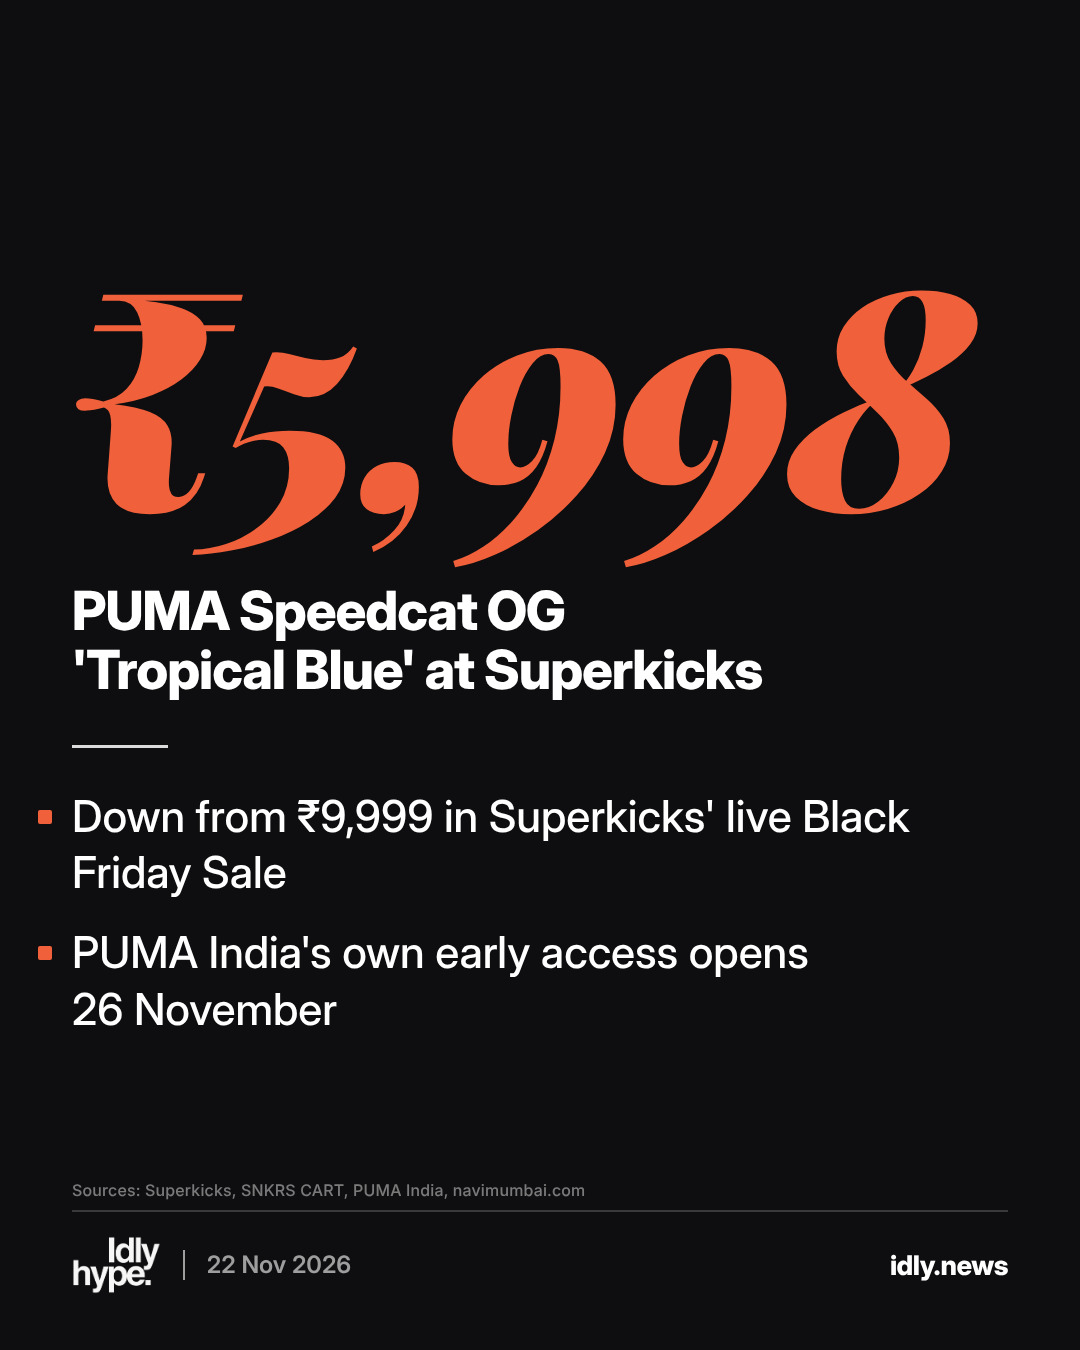 ₹5,998
PUMA Speedcat OG
'Tropical Blue' at Superkicks
Down from ₹9,999 in Superkicks' live Black
Friday Sale
PUMA India's own early access opens
26 November
Sources: Superkicks, SNKRS CART, PUMA India, navimumbai.com
Idly
hype.
22 Nov 2026
idly.news